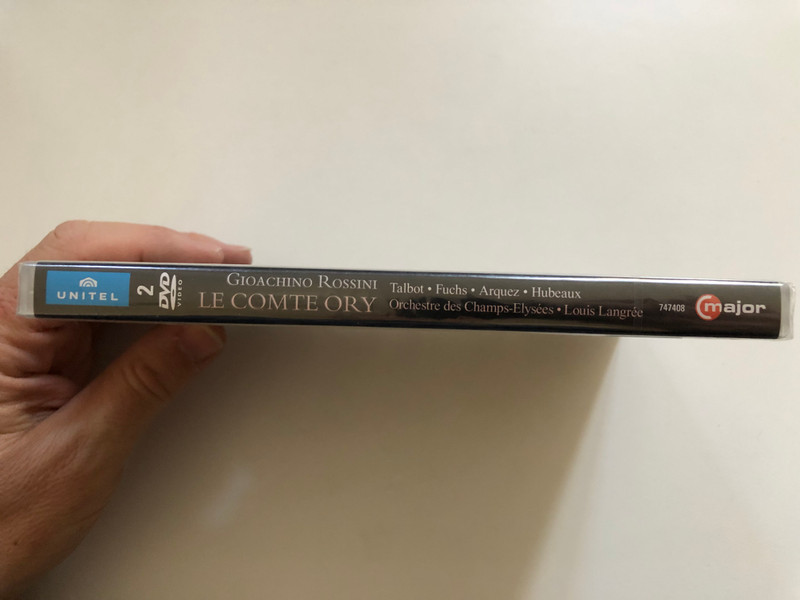 UNITEL
2
DVD
VIDEO
GIOACHINO ROSSINI
LE COMTE ORY
Talbot • Fuchs • Arquez • Hubeaux
Orchestre des Champs-Elysées • Louis Langrée
747408
C major